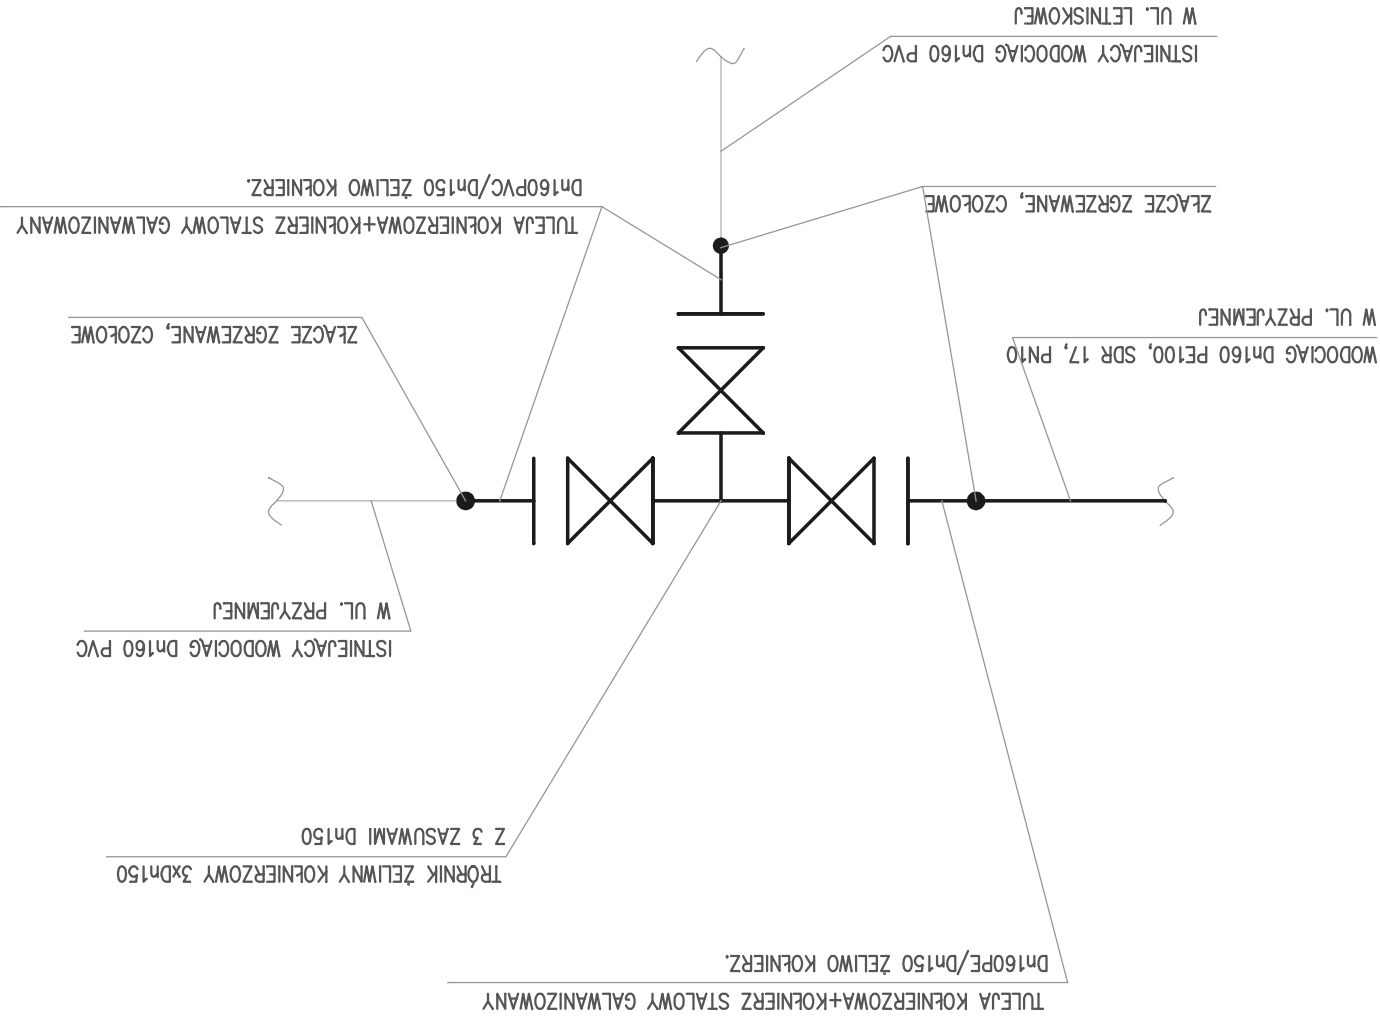 TULEJA KOŁNIERZOWA+KOŁNIERZ STALOWY GALWANIZOWANY
Dn160PE/Dn150 ŻELIWO KOŁNIERZ.
TRÓRNIK ŻELIWNY KOŁNIERZOWY 3xDn150
Z 3 ZASUWAMI Dn150
ISTNIEJĄCY WODOCIĄG Dn160 PVC
W UL. PRZYJEMNEJ
WODOCIĄG Dn160 PE100, SDR 17, PN10
W UL. PRZYJEMNEJ
ZŁĄCZE ZGRZEWANE, CZOŁOWE
TULEJA KOŁNIERZOWA+KOŁNIERZ STALOWY GALWANIZOWANY
Dn160PVC/Dn150 ŻELIWO KOŁNIERZ.
ZŁĄCZE ZGRZEWANE, CZOŁOWE
ISTNIEJĄCY WODOCIĄG Dn160 PVC
W UL. LETNISKOWEJ